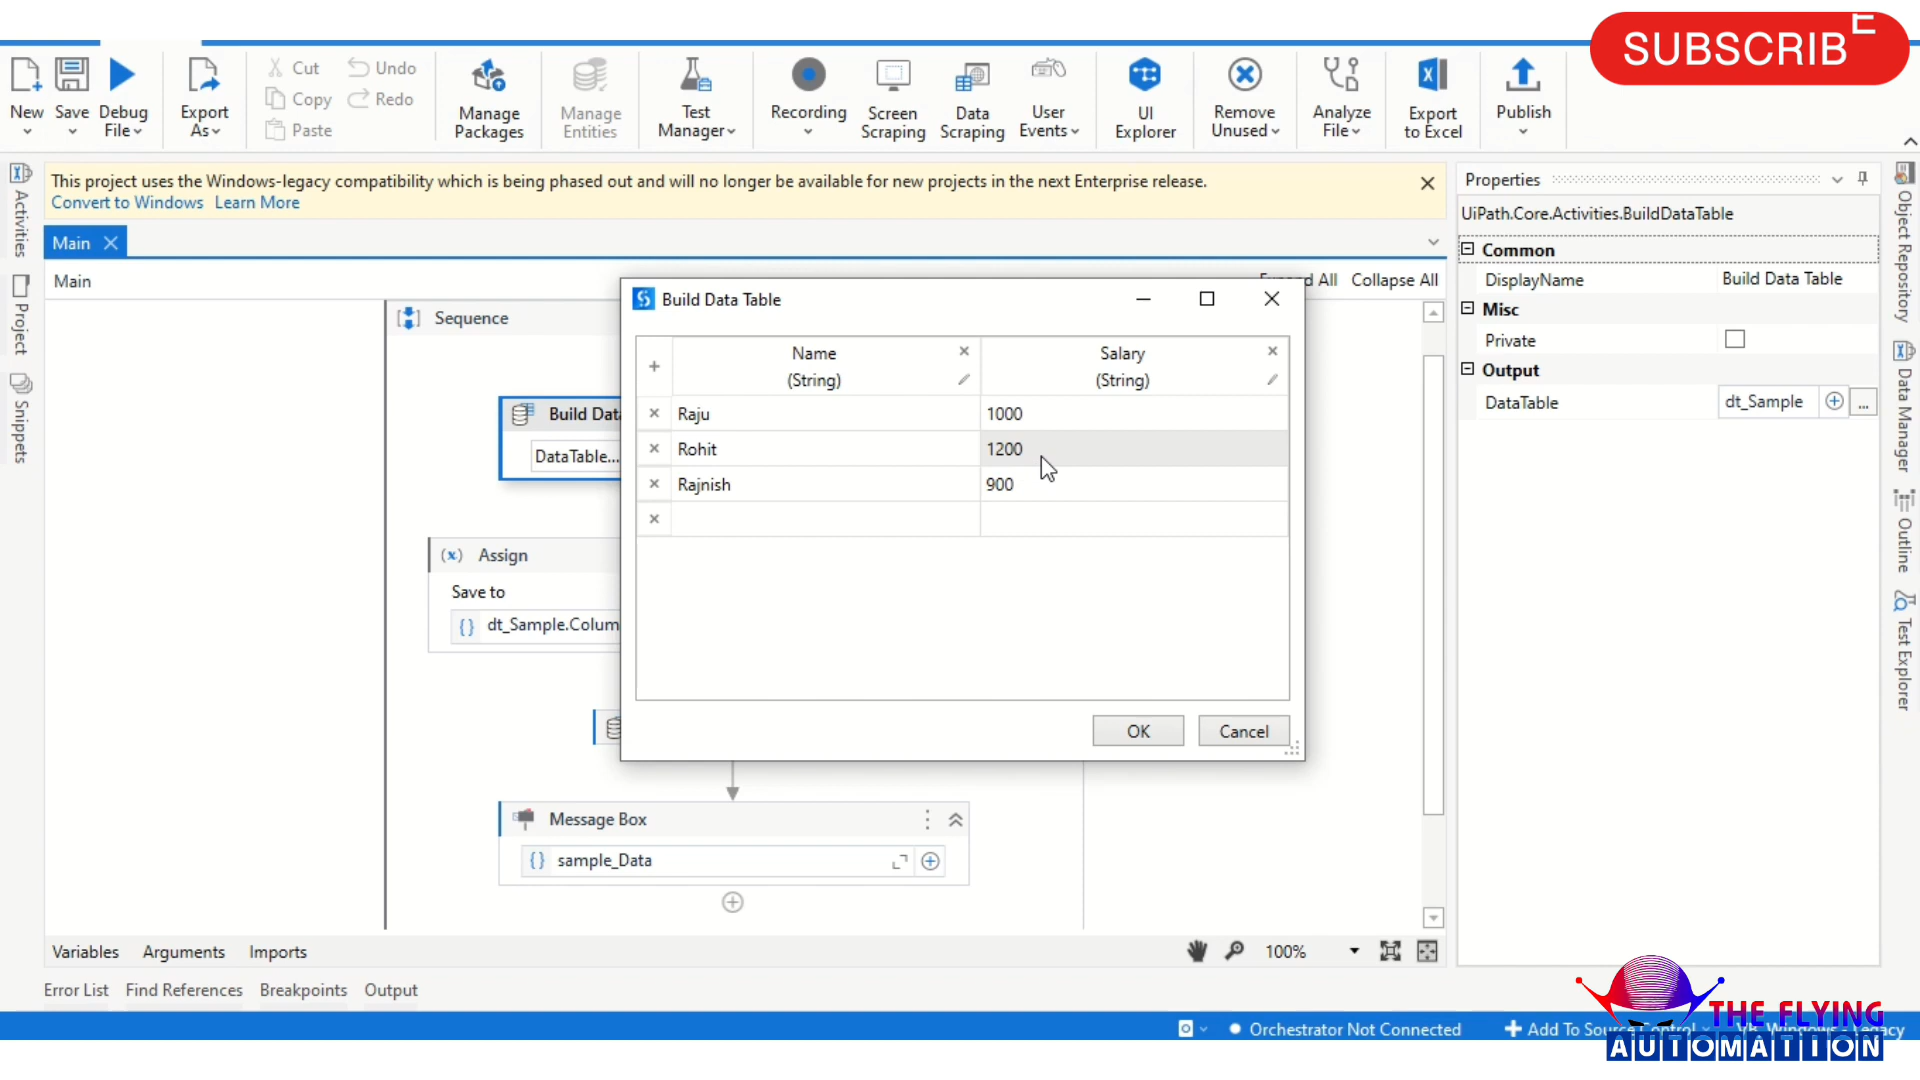 SUBSCRIBE
New
Save
Debug
File
Export
As
Cut
Copy
Paste
Undo
Redo
Manage
Packages
Manage
Entities
Test
Manager
Recording
Screen
Scraping
Data
Scraping
User
Events
UI
Explorer
Remove
Unused
Analyze
File
Export
to Excel
Publish
This project uses the Windows-legacy compatibility which is being phased out and will no longer be available for new projects in the next Enterprise release.
Convert to Windows Learn More
Activities
Project
Snippets
Main
Main
Collapse All
Sequence
Build Data
DataTable...
(x) Assign
Save to
{} dt_Sample.Colum
Build Data Table
+
Name
(String)
Salary
(String)
Raju 1000
Rohit 1200
Rajnish 900
OK Cancel
Message Box
{} sample_Data
Properties
UiPath.Core.Activities.BuildDataTable
Common
DisplayName Build Data Table
Misc
Private
Output
DataTable dt_Sample ...
Object Repository
Data Manager
Outline
Test Explorer
Variables Arguments Imports
100%
Error List Find References Breakpoints Output
Orchestrator Not Connected
Add To Source Control
THE FLYING
AUTOMATION